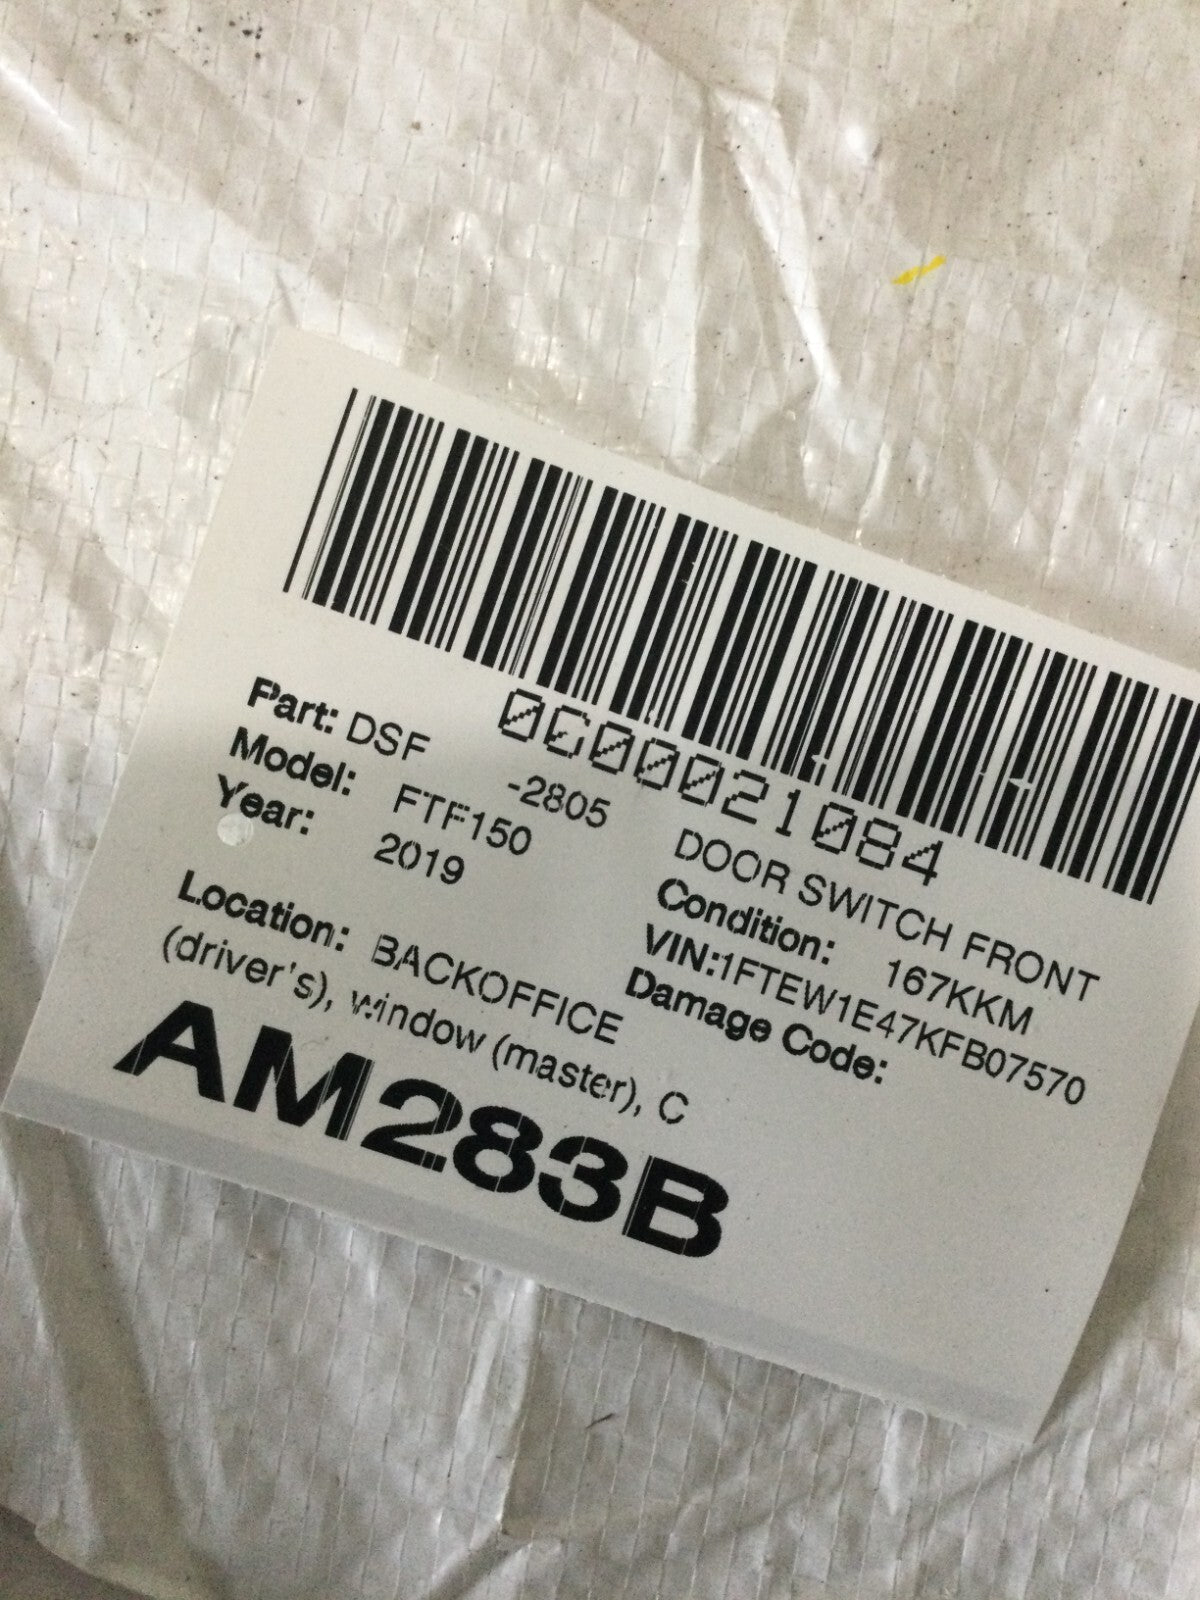 0000021084
Part: DSF -2805 DOOR SWITCH FRONT
Model: FTF150 Condition: 167KKM
Year: 2019 VIN:1FTEW1E47KFB07570
Damage Code:
Location: BACKOFFICE
(driver's), window (master), C
AM283B